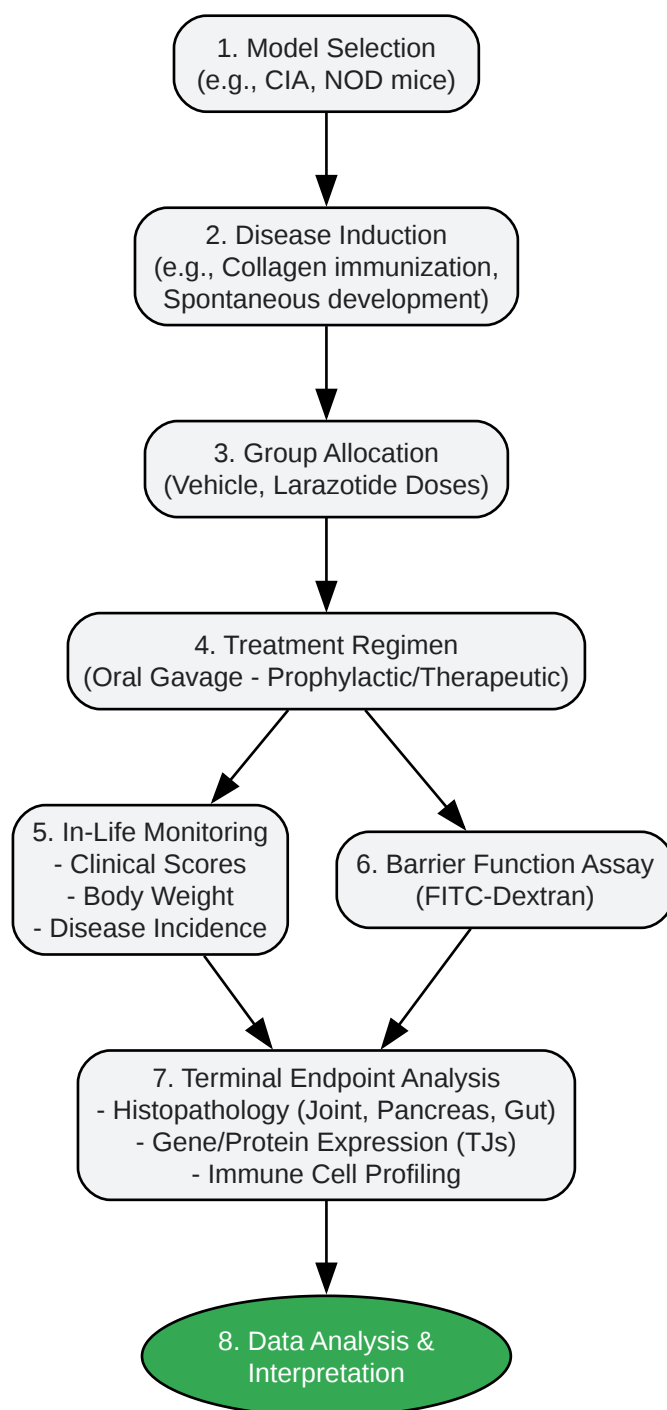 1. Model Selection
(e.g., CIA, NOD mice)
2. Disease Induction
(e.g., Collagen immunization,
Spontaneous development)
3. Group Allocation
(Vehicle, Larazotide Doses)
4. Treatment Regimen
(Oral Gavage - Prophylactic/Therapeutic)
5. In-Life Monitoring
- Clinical Scores
- Body Weight
- Disease Incidence
6. Barrier Function Assay
(FITC-Dextran)
7. Terminal Endpoint Analysis
- Histopathology (Joint, Pancreas, Gut)
- Gene/Protein Expression (TJs)
- Immune Cell Profiling
8. Data Analysis &
Interpretation